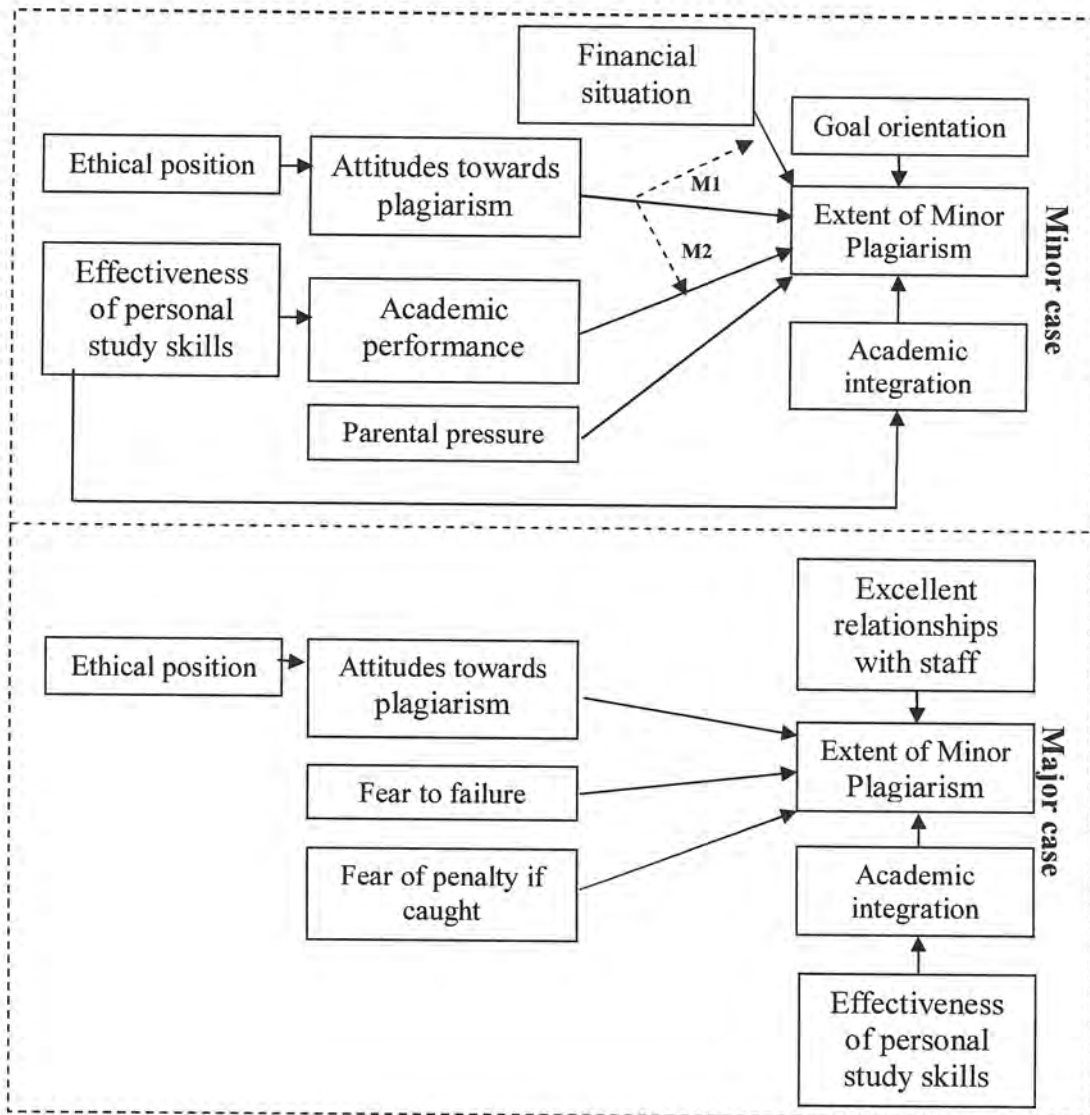 Financial
situation
Goal orientation
Ethical position
Attitudes towards
plagiarism
M1
Extent of Minor
Plagiarism
Minor case
Effectiveness
of personal
study skills
M2
Academic
performance
Academic
integration
Parental pressure
Excellent
relationships
with staff
Ethical position
Attitudes towards
plagiarism
Extent of Minor
Plagiarism
Major case
Fear to failure
Fear of penalty if
caught
Academic
integration
Effectiveness
of personal
study skills